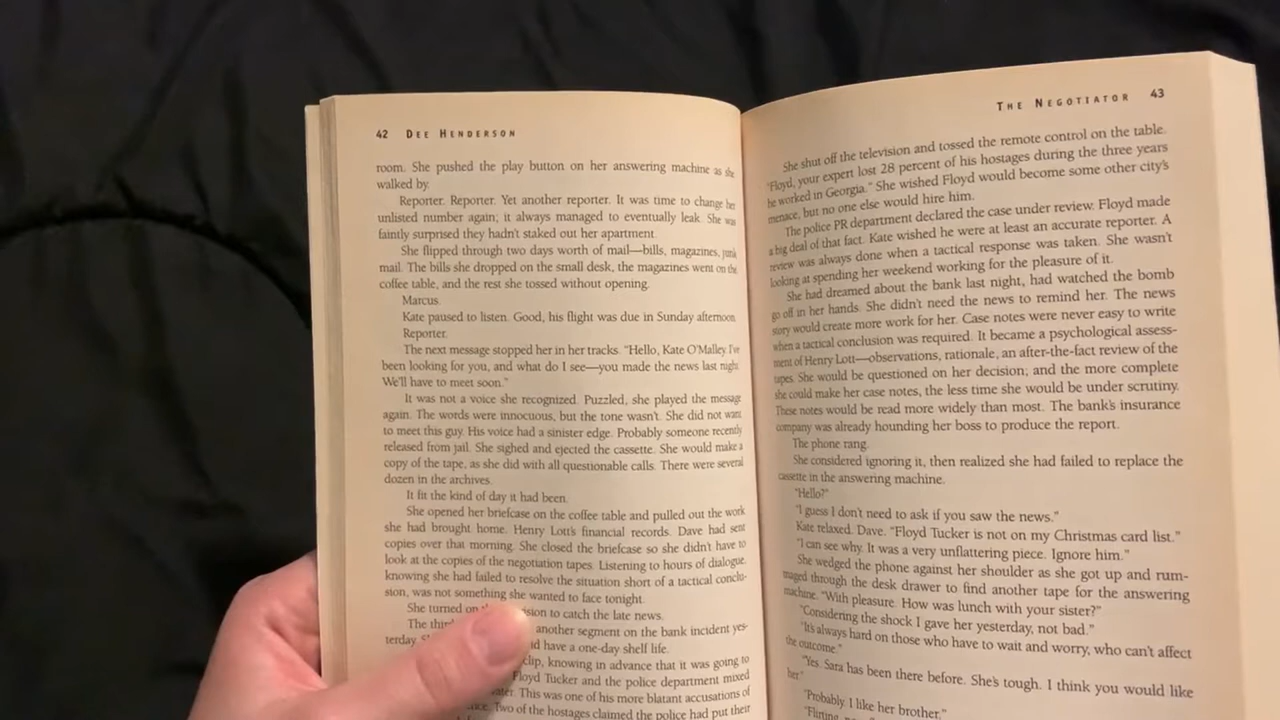 42 DEE HENDERSON
room. She pushed the play button on her answering machine as she
walked by.
Reporter. Reporter. Yet another reporter. It was time to change her
unlisted number again; it always managed to eventually leak. She was
faintly surprised they hadn't staked out her apartment.
She flipped through two days worth of mail—bills, magazines, junk
mail. The bills she dropped on the small desk, the magazines went on the
coffee table, and the rest she tossed without opening.
Marcus.
Kate paused to listen. Good, his flight was due in Sunday afternoon.
Reporter.
The next message stopped her in her tracks. "Hello, Kate O'Malley. I've
been looking for you, and what do I see—you made the news last night.
We'll have to meet soon."
It was not a voice she recognized. Puzzled, she played the message
again. The words were innocuous, but the tone wasn't. She did not want
to meet this guy. His voice had a sinister edge. Probably someone recently
released from jail. She sighed and ejected the cassette. She would make a
copy of the tape, as she did with all questionable calls. There were several
dozen in the archives.
It fit the kind of day it had been.
She opened her briefcase on the coffee table and pulled out the work
she had brought home. Henry Lott's financial records. Dave had sent
copies over that morning. She closed the briefcase so she didn't have to
look at the copies of the negotiation tapes. Listening to hours of dialogue,
knowing she had failed to resolve the situation short of a tactical conclu-
sion, was not something she wanted to face tonight.
She turned on to catch the late news.
The third another segment on the bank incident yes-
terday. have a one-day shelf life.
clip, knowing in advance that it was going to
Floyd Tucker and the police department mixed
This was one of his more blatant accusations of
Two of the hostages claimed the police had put their
THE NEGOTIATOR 43
She shut off the television and tossed the remote control on the table.
"Floyd, your expert lost 28 percent of his hostages during the three years
he worked in Georgia." She wished Floyd would become some other city's
menace, but no one else would hire him.
The police PR department declared the case under review. Floyd made
a big deal of that fact. Kate wished he were at least an accurate reporter. A
review was always done when a tactical response was taken. She wasn't
looking at spending her weekend working for the pleasure of it.
She had dreamed about the bank last night, had watched the bomb
go off in her hands. She didn't need the news to remind her. The news
story would create more work for her. Case notes were never easy to write
when a tactical conclusion was required. It became a psychological assess-
ment of Henry Lott—observations, rationale, an after-the-fact review of the
tapes. She would be questioned on her decision, and the more complete
she could make her case notes, the less time she would be under scrutiny.
These notes would be read more widely than most. The bank's insurance
company was already hounding her boss to produce the report.
The phone rang.
She considered ignoring it, then realized she had failed to replace the
cassette in the answering machine.
"Hello?"
"I guess I don't need to ask if you saw the news."
Kate relaxed. Dave. "Floyd Tucker is not on my Christmas card list."
"I can see why. It was a very unflattering piece. Ignore him."
She wedged the phone against her shoulder as she got up and rum-
maged through the desk drawer to find another tape for the answering
machine. "With pleasure. How was lunch with your sister?"
"Considering the shock I gave her yesterday, not bad."
"It's always hard on those who have to wait and worry, who can't affect
the outcome."
"Yes. Sara has been there before. She's tough. I think you would like
her."
"Probably. I like her brother."
"Flirting,